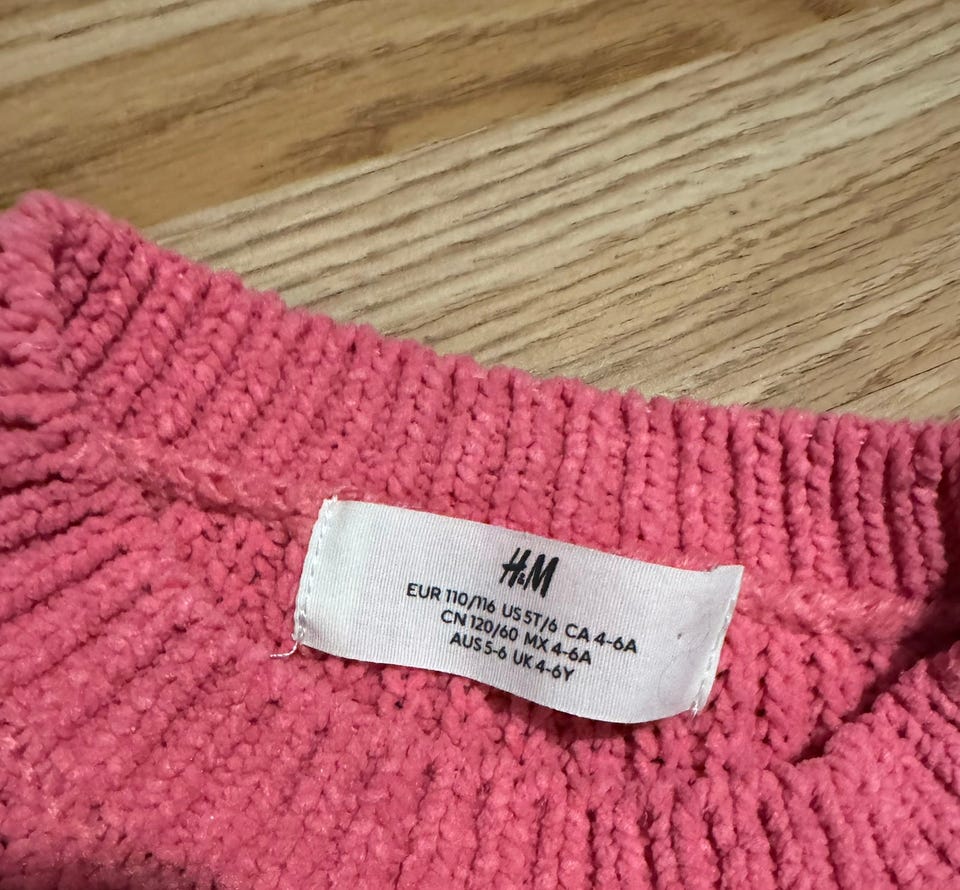 H&M
EUR 110/116 US 5T/6 CA 4-6A
CN 120/60 MX 4-6A
AUS 5-6 UK 4-6Y